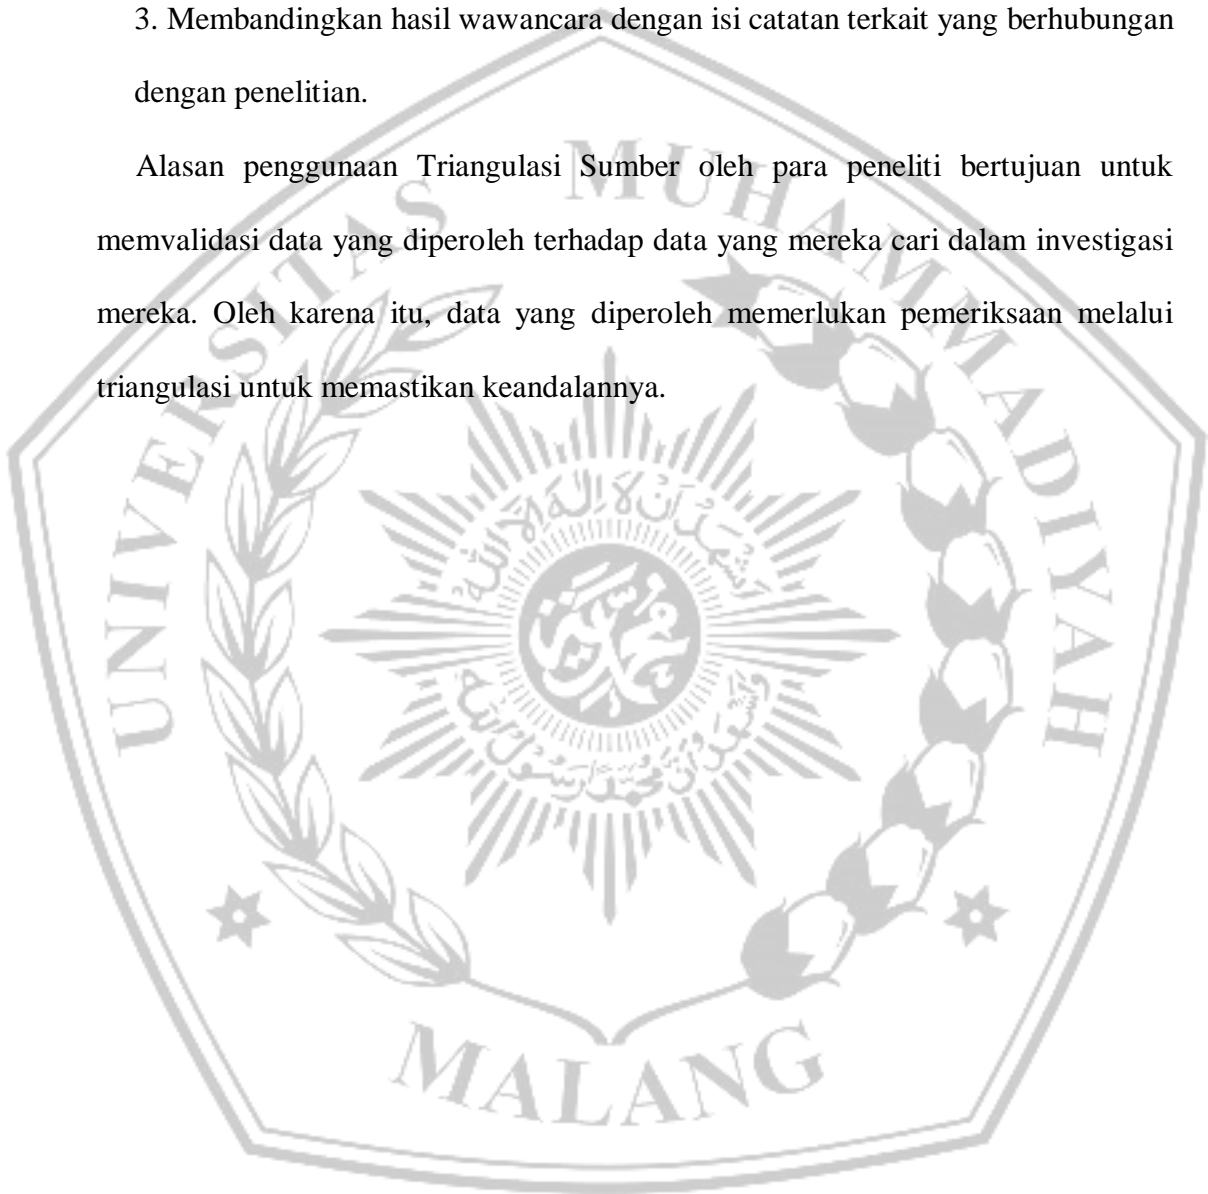 3. Membandingkan hasil wawancara dengan isi catatan terkait yang berhubungan
dengan penelitian.
Alasan penggunaan Triangulasi Sumber oleh para peneliti bertujuan untuk
memvalidasi data yang diperoleh terhadap data yang mereka cari dalam investigasi
mereka. Oleh karena itu, data yang diperoleh memerlukan pemeriksaan melalui
triangulasi untuk memastikan keandalannya.
UNIVERSITAS MUHAMMADIYAH
MALANG